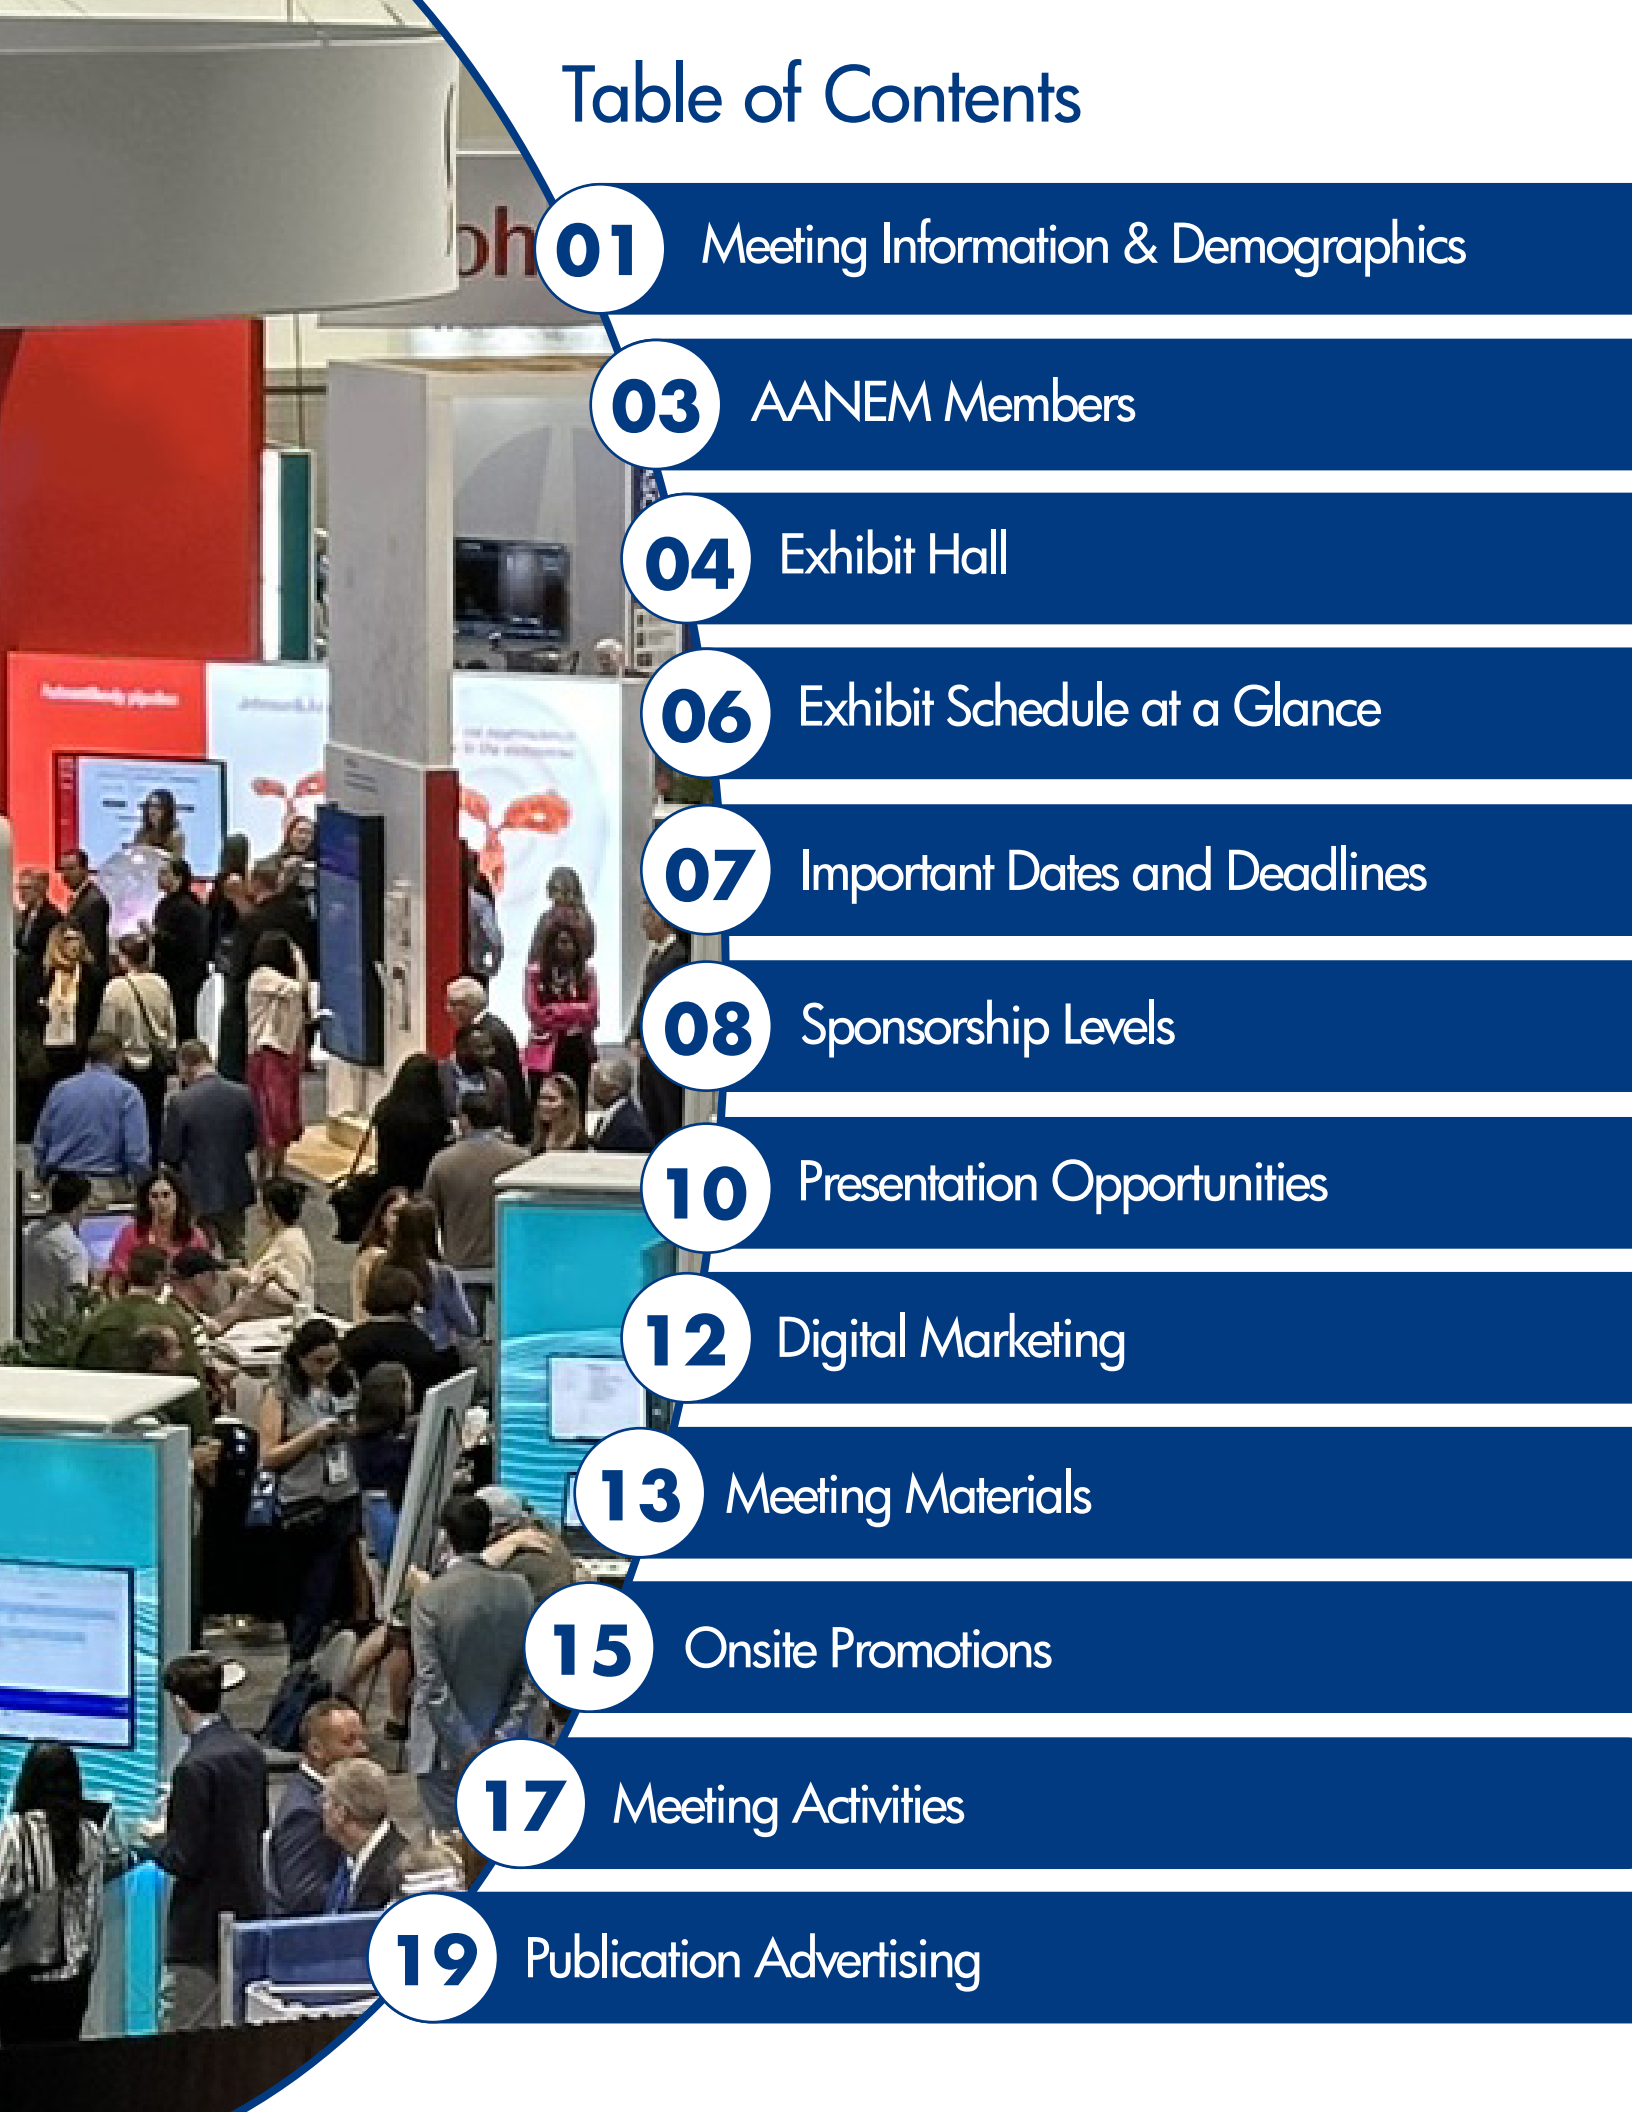 Table of Contents
01 Meeting Information & Demographics
03 AANEM Members
04 Exhibit Hall
06 Exhibit Schedule at a Glance
07 Important Dates and Deadlines
08 Sponsorship Levels
10 Presentation Opportunities
12 Digital Marketing
13 Meeting Materials
15 Onsite Promotions
17 Meeting Activities
19 Publication Advertising